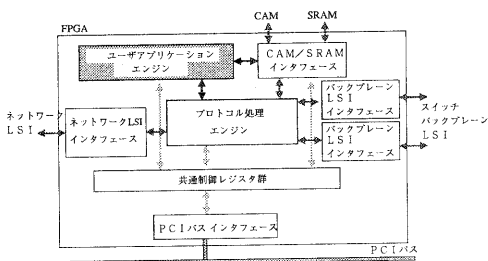 CAM SRAM
FPGA
ユーザアプリケーション
エンジン
CAM／SRAM
インタフェース
ネットワーク
LSI
ネットワークLSI
インタフェース
プロトコル処理
エンジン
バックプレーン
LSI
インタフェース
バックプレーン
LSI
インタフェース
スイッチ
バックプレーン
LSI
共通制御レジスタ群
PCIバスインタフェース
PCIバス